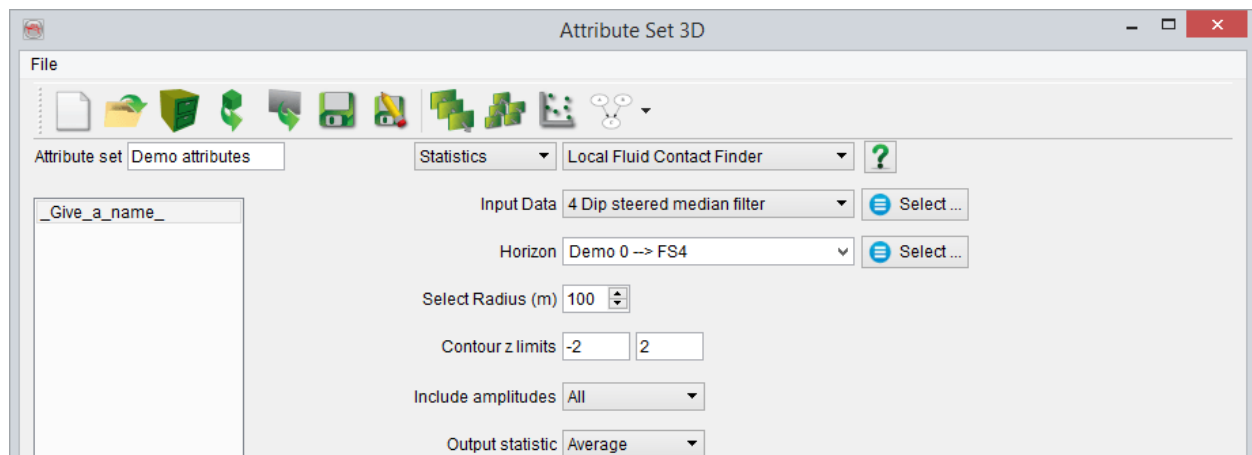 Attribute Set 3D
File
Attribute set Demo attributes Statistics Local Fluid Contact Finder ?
_Give_a_name_
Input Data 4 Dip steered median filter Select ...
Horizon Demo 0 --> FS4 Select ...
Select Radius (m) 100
Contour z limits -2 2
Include amplitudes All
Output statistic Average